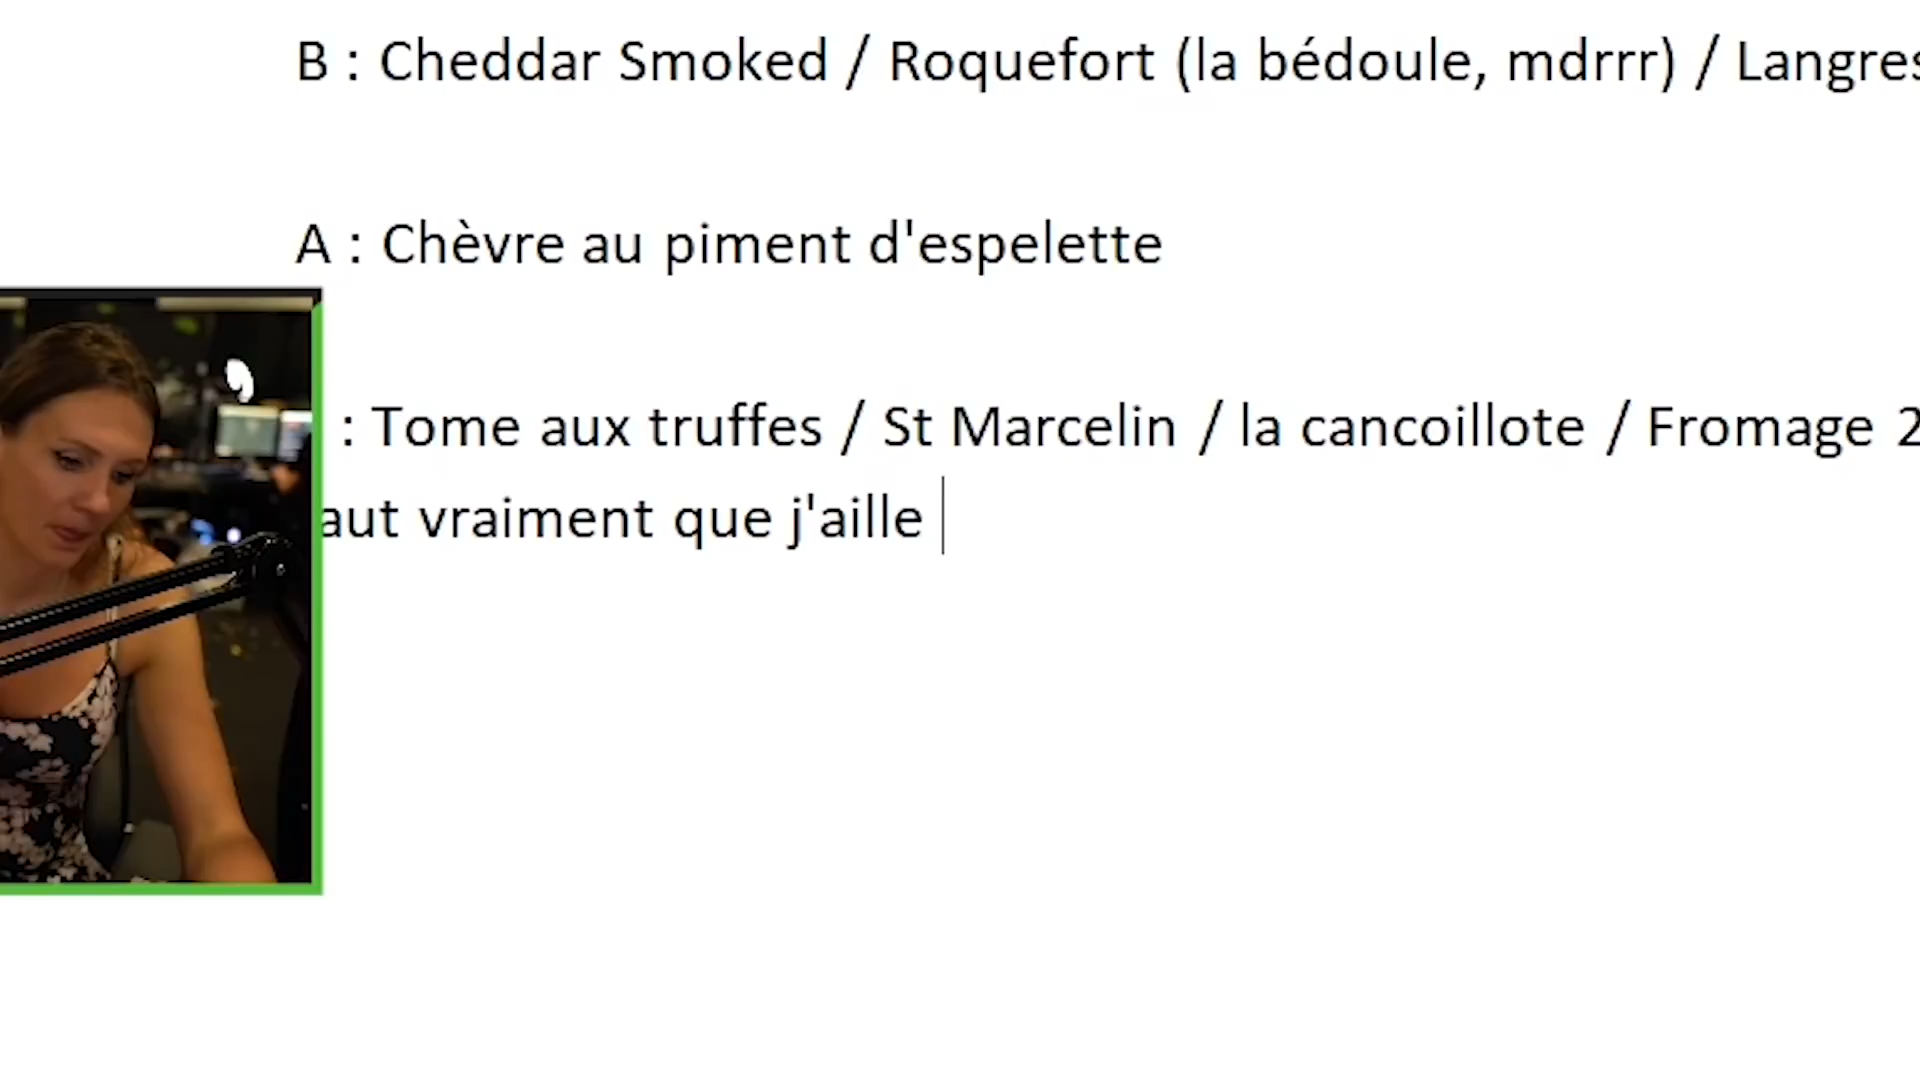 B : Cheddar Smoked / Roquefort (la bédoule, mdrrr) / Langres
A : Chèvre au piment d'espelette
: Tome aux truffes / St Marcelin / la cancoillote / Fromage 2
aut vraiment que j'aille